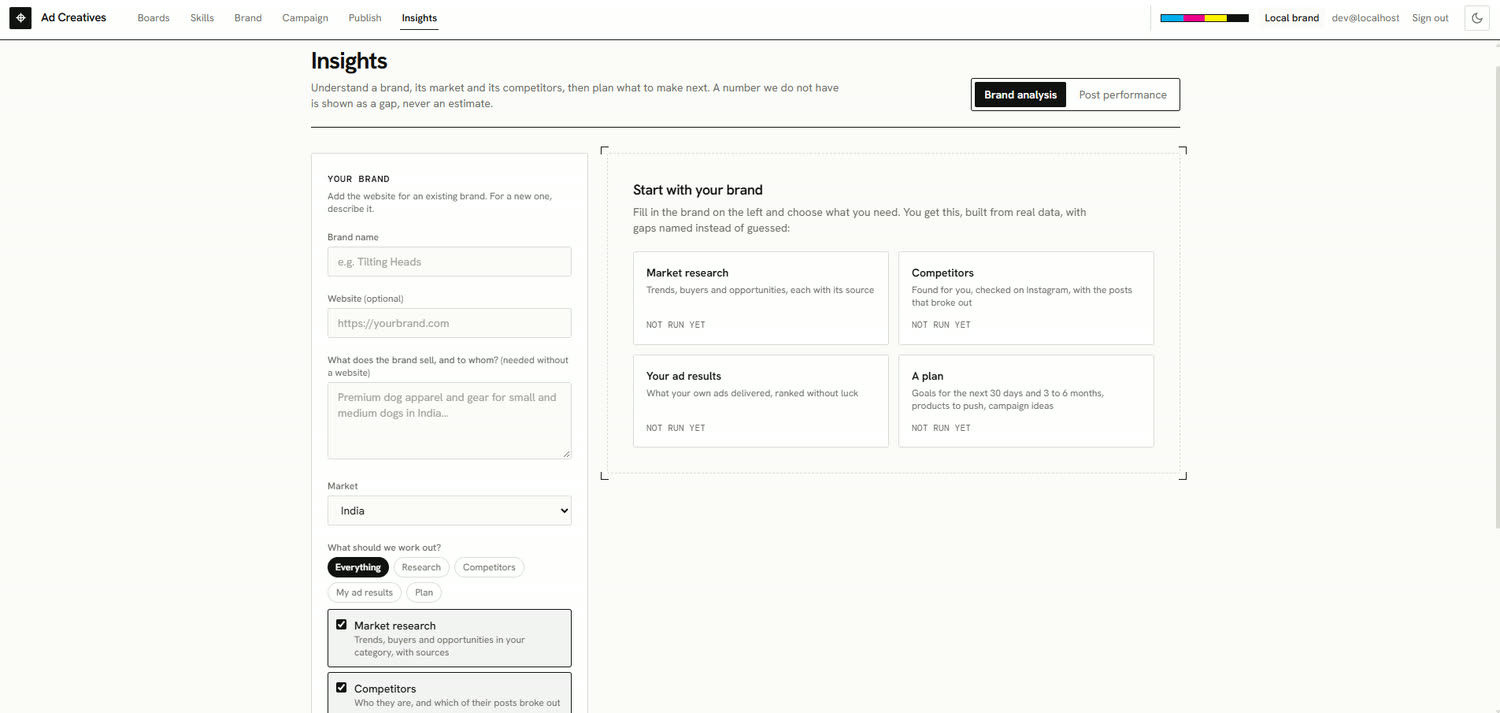 Ad Creatives
Boards
Skills
Brand
Campaign
Publish
Insights
Local brand
dev@localhost
Sign out
Insights
Understand a brand, its market and its competitors, then plan what to make next. A number we do not have
is shown as a gap, never an estimate.
Brand analysis
Post performance
YOUR BRAND
Add the website for an existing brand. For a new one,
describe it.
Brand name
e.g. Tilting Heads
Website (optional)
https://yourbrand.com
What does the brand sell, and to whom? (needed without
a website)
Premium dog apparel and gear for small and
medium dogs in India...
Market
India
What should we work out?
Everything
Research
Competitors
My ad results
Plan
Market research
Trends, buyers and opportunities in your
category, with sources
Competitors
Who they are, and which of their posts broke out
Start with your brand
Fill in the brand on the left and choose what you need. You get this, built from real data, with
gaps named instead of guessed:
Market research
Trends, buyers and opportunities, each with its source
NOT RUN YET
Competitors
Found for you, checked on Instagram, with the posts
that broke out
NOT RUN YET
Your ad results
What your own ads delivered, ranked without luck
NOT RUN YET
A plan
Goals for the next 30 days and 3 to 6 months,
products to push, campaign ideas
NOT RUN YET